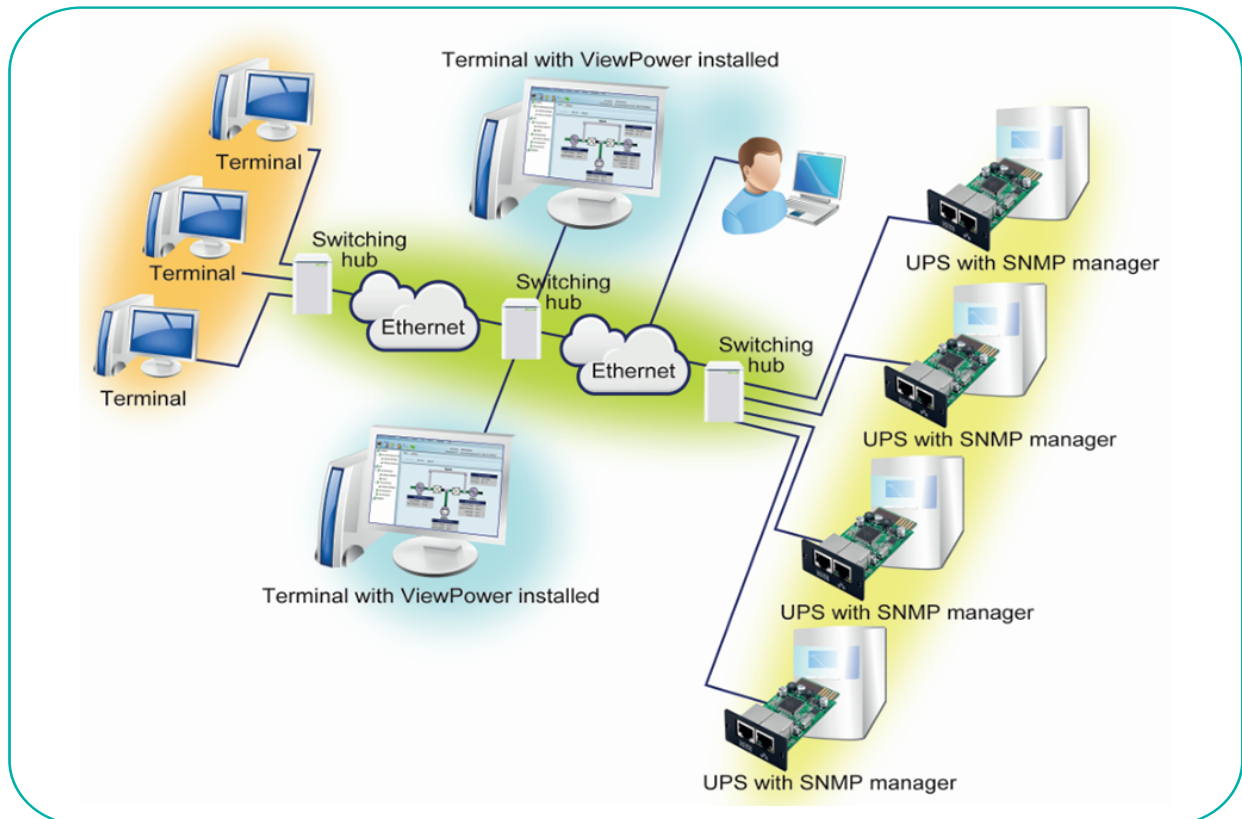 Terminal with ViewPower installed
Terminal
Terminal
Terminal
Switching
hub
Ethernet
Switching
hub
Ethernet
Switching
hub
Terminal with ViewPower installed
UPS with SNMP manager
UPS with SNMP manager
UPS with SNMP manager
UPS with SNMP manager